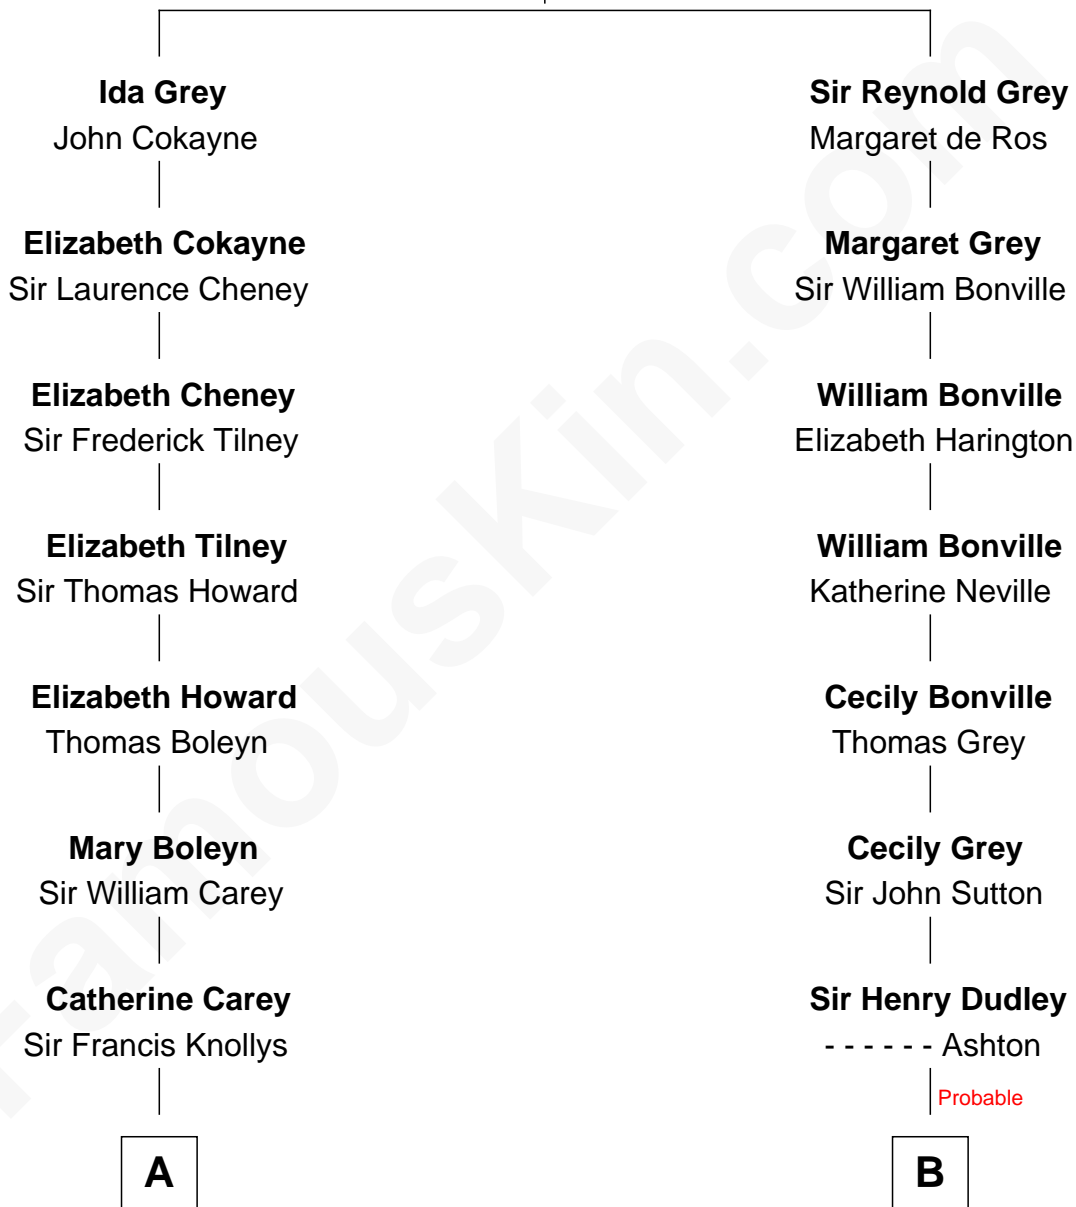 Ida Grey
John Cokayne
Elizabeth Cokayne
Sir Laurence Cheney
Elizabeth Cheney
Sir Frederick Tilney
Elizabeth Tilney
Sir Thomas Howard
Elizabeth Howard
Thomas Boleyn
Mary Boleyn
Sir William Carey
Catherine Carey
Sir Francis Knollys
A
Sir Reynold Grey
Margaret de Ros
Margaret Grey
Sir William Bonville
William Bonville
Elizabeth Harington
William Bonville
Katherine Neville
Cecily Bonville
Thomas Grey
Cecily Grey
Sir John Sutton
Sir Henry Dudley
- - - - - - Ashton
Probable
B
FamousKin.com